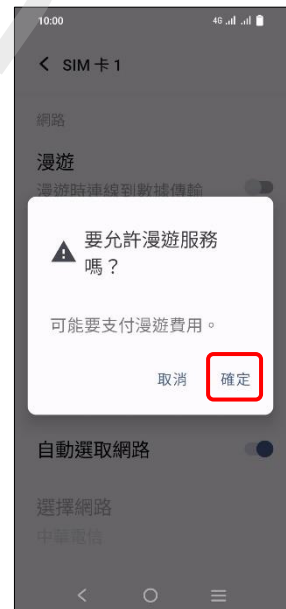 10:00
4G
SIM 卡 1
網路
漫遊
漫遊時連線到數據傳輸
要允許漫遊服務
嗎？
可能要支付漫遊費用。
取消
確定
自動選取網路
選擇網路
中華電信